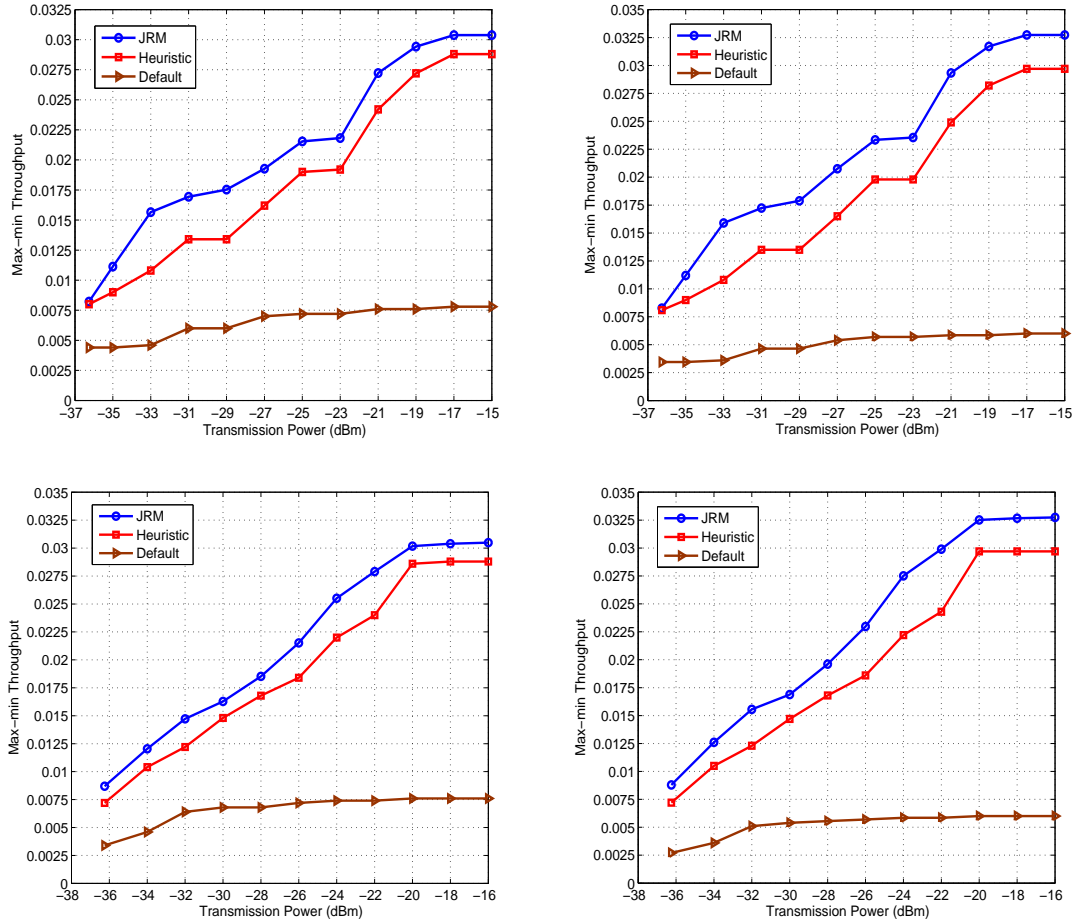 0.035
0.0325
0.03
0.0275
0.025
0.0225
0.02
0.0175
0.015
0.0125
0.01
0.0075
0.005
0.0025
0
Max−min Throughput
JRM
Heuristic
Default
−37 −35 −33 −31 −29 −27 −25 −23 −21 −19 −17 −15
Transmission Power (dBm)
0.035
0.0325
0.03
0.0275
0.025
0.0225
0.02
0.0175
0.015
0.0125
0.01
0.0075
0.005
0.0025
0
Max−min Throughput
JRM
Heuristic
Default
−37 −35 −33 −31 −29 −27 −25 −23 −21 −19 −17 −15
Transmission Power (dBm)
0.035
0.0325
0.03
0.0275
0.025
0.0225
0.02
0.0175
0.015
0.0125
0.01
0.0075
0.005
0.0025
0
Max−min Throughput
JRM
Heuristic
Default
−38 −36 −34 −32 −30 −28 −26 −24 −22 −20 −18 −16
Transmission Power (dBm)
0.035
0.0325
0.03
0.0275
0.025
0.0225
0.02
0.0175
0.015
0.0125
0.01
0.0075
0.005
0.0025
0
Max−min Throughput
JRM
Heuristic
Default
−38 −36 −34 −32 −30 −28 −26 −24 −22 −20 −18 −16
Transmission Power (dBm)